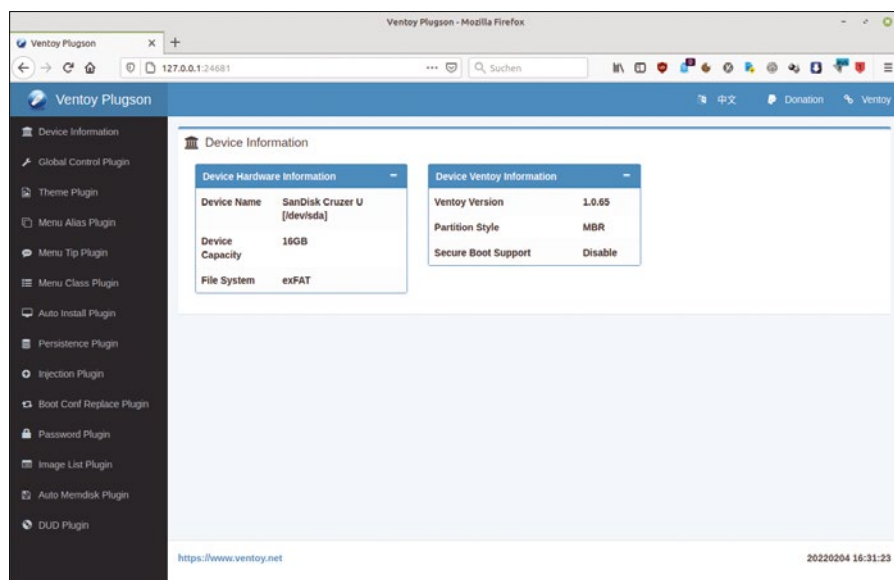 Ventoy Plugson - Mozilla Firefox
Ventoy Plugson
127.0.0.1:24681
Suchen
Ventoy Plugson
中文
Donation
Ventoy
Device Information
Global Control Plugin
Theme Plugin
Menu Alias Plugin
Menu Tip Plugin
Menu Class Plugin
Auto Install Plugin
Persistence Plugin
Injection Plugin
Boot Conf Replace Plugin
Password Plugin
Image List Plugin
Auto Memdisk Plugin
DUD Plugin
Device Information
Device Hardware Information
Device Name SanDisk Cruzer U
[/dev/sda]
Device 16GB
Capacity
File System exFAT
Device Ventoy Information
Ventoy Version 1.0.65
Partition Style MBR
Secure Boot Support Disable
https://www.ventoy.net
20220204 16:31:23